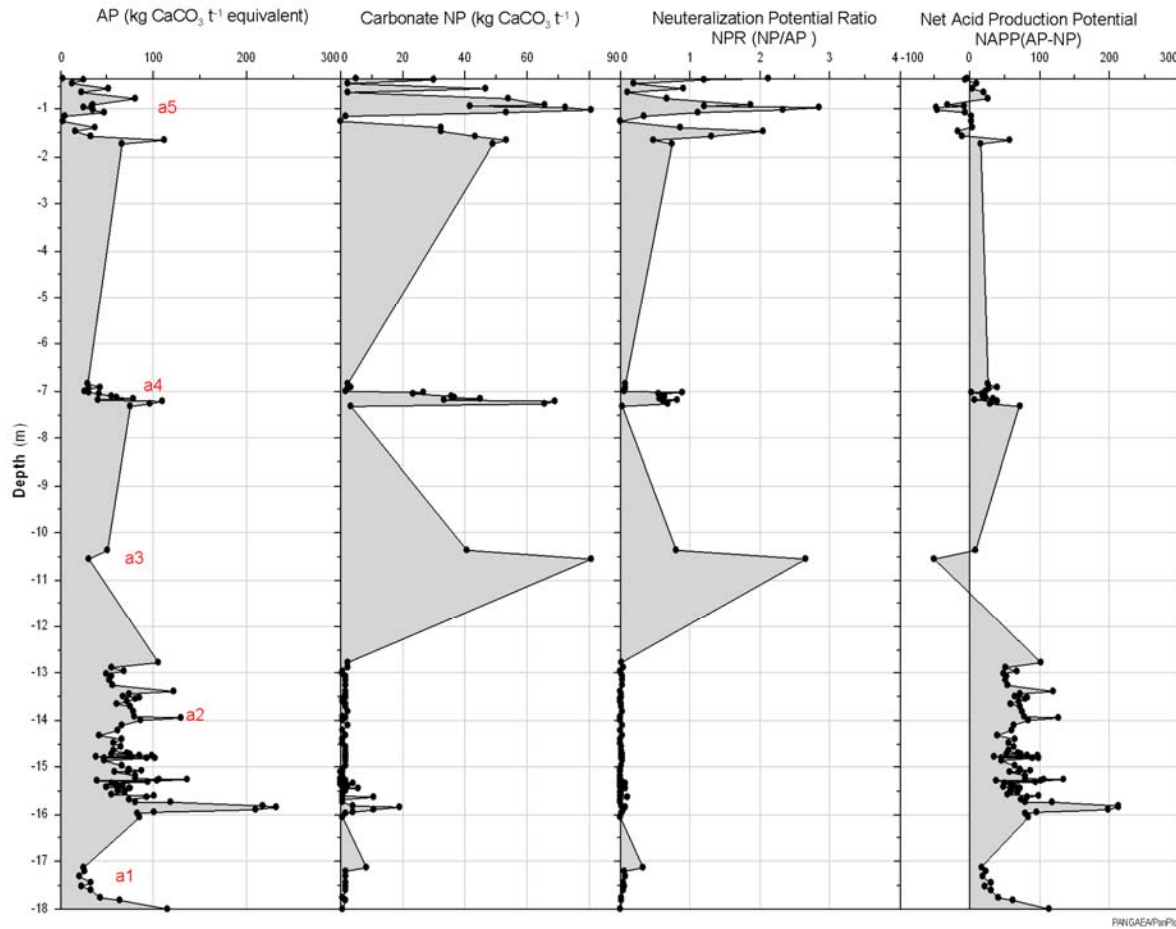 AP (kg CaCO3 t-1 equivalent)
Carbonate NP (kg CaCO3 t-1 )
Neuteralization Potential Ratio
NPR (NP/AP )
Net Acid Production Potential
NAPP(AP-NP)
0 100 200 300
0 20 40 60 80 90
0 1 2 3 4
-100 0 100 200 300
Depth (m)
-1
-2
-3
-4
-5
-6
-7
-8
-9
-10
-11
-12
-13
-14
-15
-16
-17
-18
a5
a4
a3
a2
a1